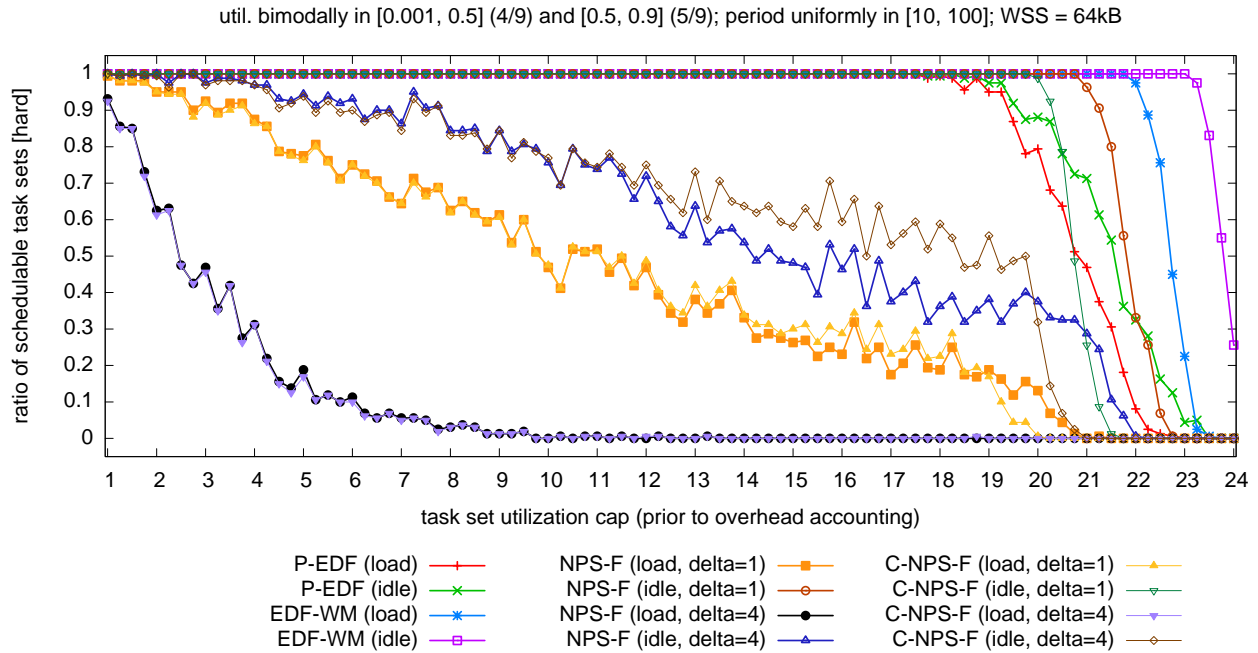 util. bimodally in [0.001, 0.5] (4/9) and [0.5, 0.9] (5/9); period uniformly in [10, 100]; WSS = 64kB
ratio of schedulable task sets [hard]
1
0.9
0.8
0.7
0.6
0.5
0.4
0.3
0.2
0.1
0
1 2 3 4 5 6 7 8 9 10 11 12 13 14 15 16 17 18 19 20 21 22 23 24
task set utilization cap (prior to overhead accounting)
P-EDF (load)
P-EDF (idle)
EDF-WM (load)
EDF-WM (idle)
NPS-F (load, delta=1)
NPS-F (idle, delta=1)
NPS-F (load, delta=4)
NPS-F (idle, delta=4)
C-NPS-F (load, delta=1)
C-NPS-F (idle, delta=1)
C-NPS-F (load, delta=4)
C-NPS-F (idle, delta=4)